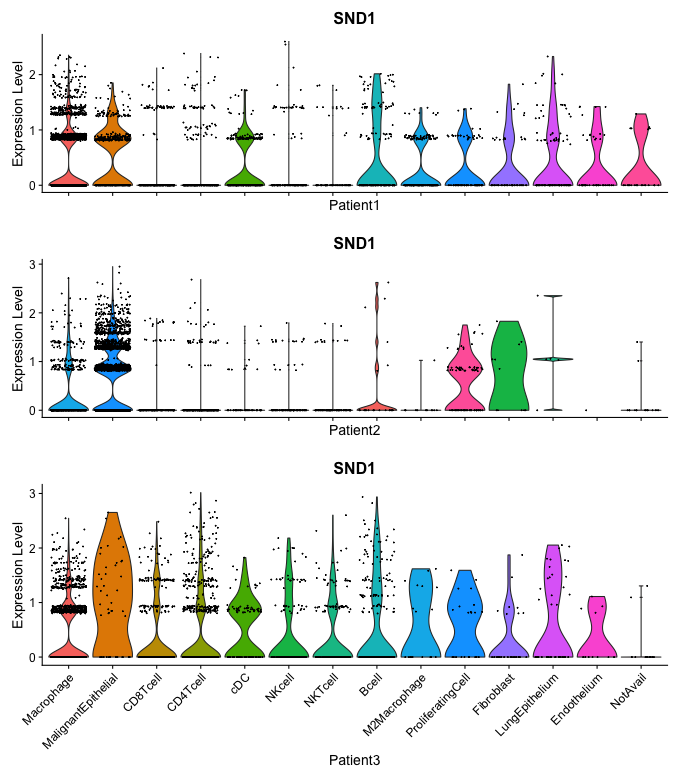 SND1
Expression Level
2
1
0
Patient1
SND1
Expression Level
3
2
1
0
Patient2
SND1
Expression Level
3
2
1
0
Macrophage
MalignantEpithelial
CD8Tcell
CD4Tcell
cDC
NKcell
NKTcell
Bcell
M2Macrophage
ProliferatingCell
Fibroblast
LungEpithelium
Endothelium
NotAvail
Patient3